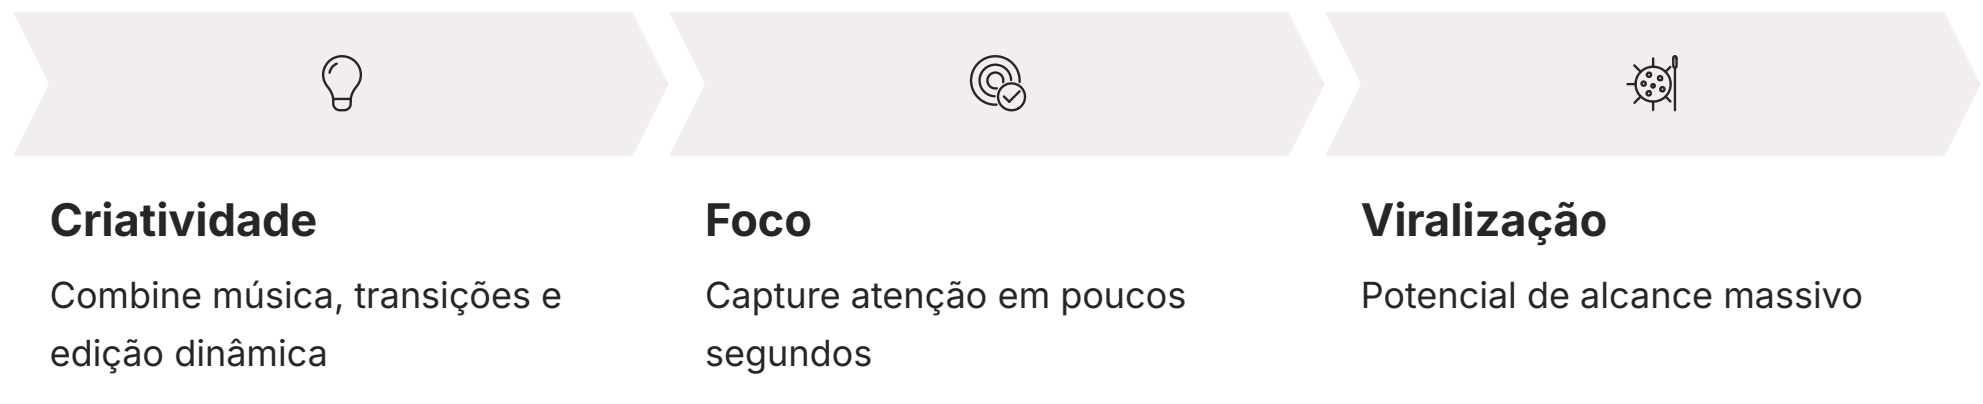 Criatividade
Combine música, transições e
edição dinâmica
Foco
Capture atenção em poucos
segundos
Viralização
Potencial de alcance massivo